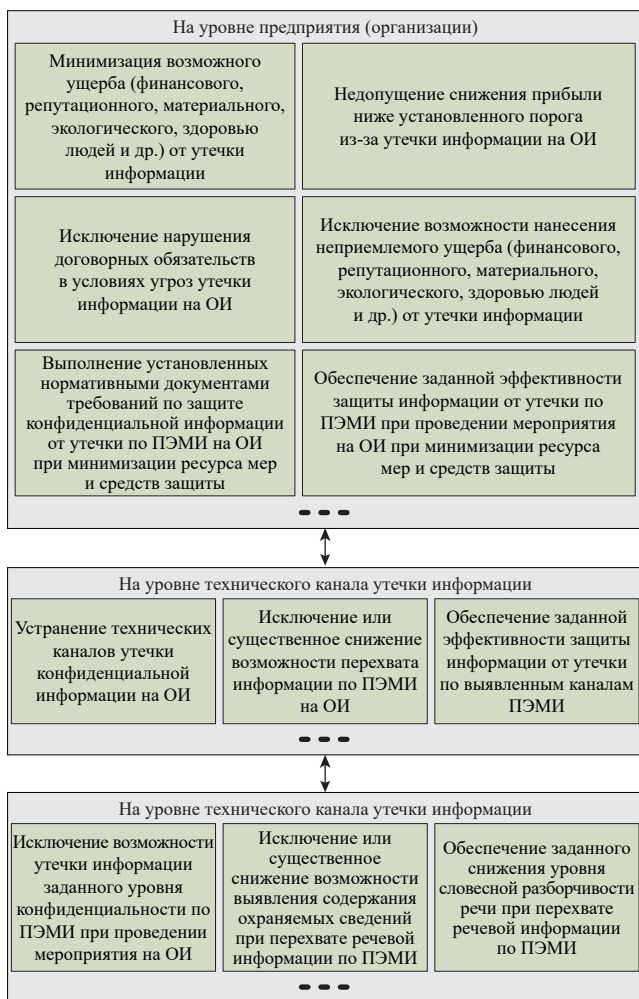 На уровне предприятия (организации)
Минимизация возможного
ущерба (финансового,
репутационного, материального,
экологического, здоровью
людей и др.) от утечки
информации
Недопущение снижения прибыли
ниже установленного порога
из-за утечки информации на ОИ
Исключение нарушения
договорных обязательств
в условиях угроз утечки
информации на ОИ
Исключение возможности нанесения
неприемлемого ущерба (финансового,
репутационного, материального,
экологического, здоровью людей
и др.) от утечки информации
Выполнение установленных
нормативными документами
требований по защите
конфиденциальной информации
от утечки по ПЭМИ на ОИ
при минимизации ресурса мер
и средств защиты
Обеспечение заданной эффективности
защиты информации от утечки по
ПЭМИ при проведении мероприятия
на ОИ при минимизации ресурса
мер и средств защиты
На уровне технического канала утечки информации
Устранение технических
каналов утечки
конфиденциальной
информации на ОИ
Исключение или
существенное снижение
возможности перехвата
информации по ПЭМИ
на ОИ
Обеспечение заданной
эффективности защиты
информации от утечки
по выявленным каналам
ПЭМИ
На уровне технического канала утечки информации
Исключение возможности
утечки информации
заданного уровня
конфиденциальности по
ПЭМИ при проведении
мероприятия на ОИ
Исключение или
существенное
снижение возможности
выявления содержания
охраняемых сведений
при перехвате речевой
информации по ПЭМИ
Обеспечение заданного
снижения уровня
словесной разборчивости
речи при перехвате
речевой информации
по ПЭМИ